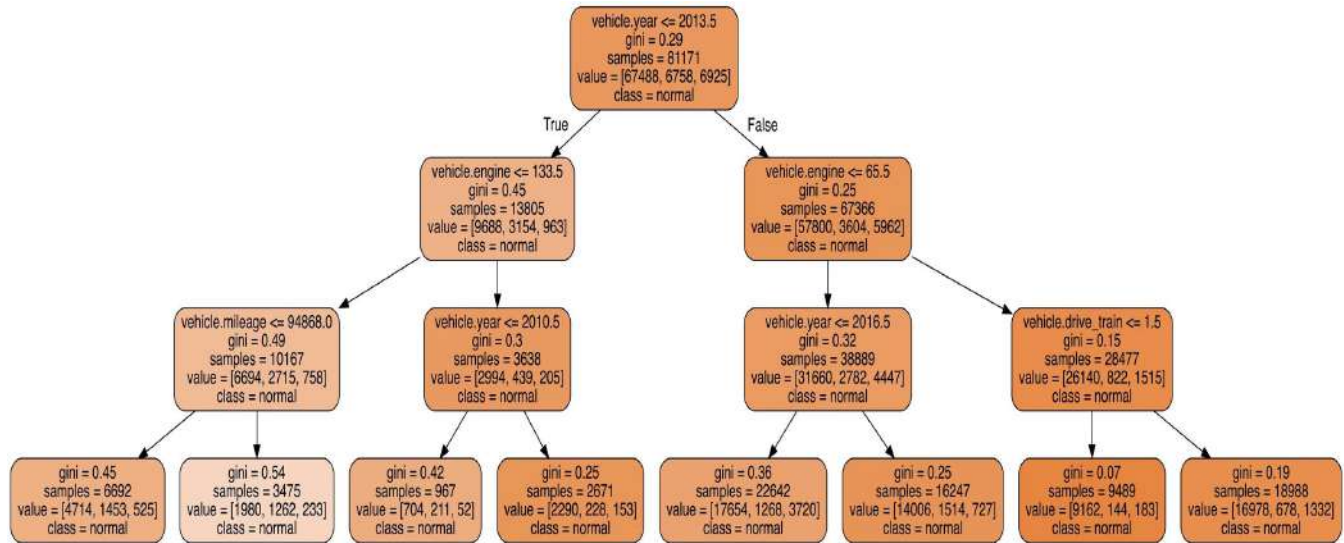 vehicle.year <= 2013.5
gini = 0.29
samples = 81171
value = [67488, 6758, 6925]
class = normal
True
False
vehicle.engine <= 133.5
gini = 0.45
samples = 13805
value = [9688, 3154, 963]
class = normal
vehicle.engine <= 65.5
gini = 0.25
samples = 67366
value = [57800, 3604, 5962]
class = normal
vehicle.mileage <= 94868.0
gini = 0.49
samples = 10167
value = [6694, 2715, 758]
class = normal
vehicle.year <= 2010.5
gini = 0.3
samples = 3638
value = [2994, 439, 205]
class = normal
vehicle.year <= 2016.5
gini = 0.32
samples = 38889
value = [31660, 2782, 4447]
class = normal
vehicle.drive_train <= 1.5
gini = 0.15
samples = 28477
value = [26140, 822, 1515]
class = normal
gini = 0.45
samples = 6692
value = [4714, 1453, 525]
class = normal
gini = 0.54
samples = 3475
value = [1980, 1262, 233]
class = normal
gini = 0.42
samples = 967
value = [704, 211, 52]
class = normal
gini = 0.25
samples = 2671
value = [2290, 228, 153]
class = normal
gini = 0.36
samples = 22642
value = [17654, 1268, 3720]
class = normal
gini = 0.25
samples = 16247
value = [14006, 1514, 727]
class = normal
gini = 0.07
samples = 9489
value = [9162, 144, 183]
class = normal
gini = 0.19
samples = 18988
value = [16978, 678, 1332]
class = normal